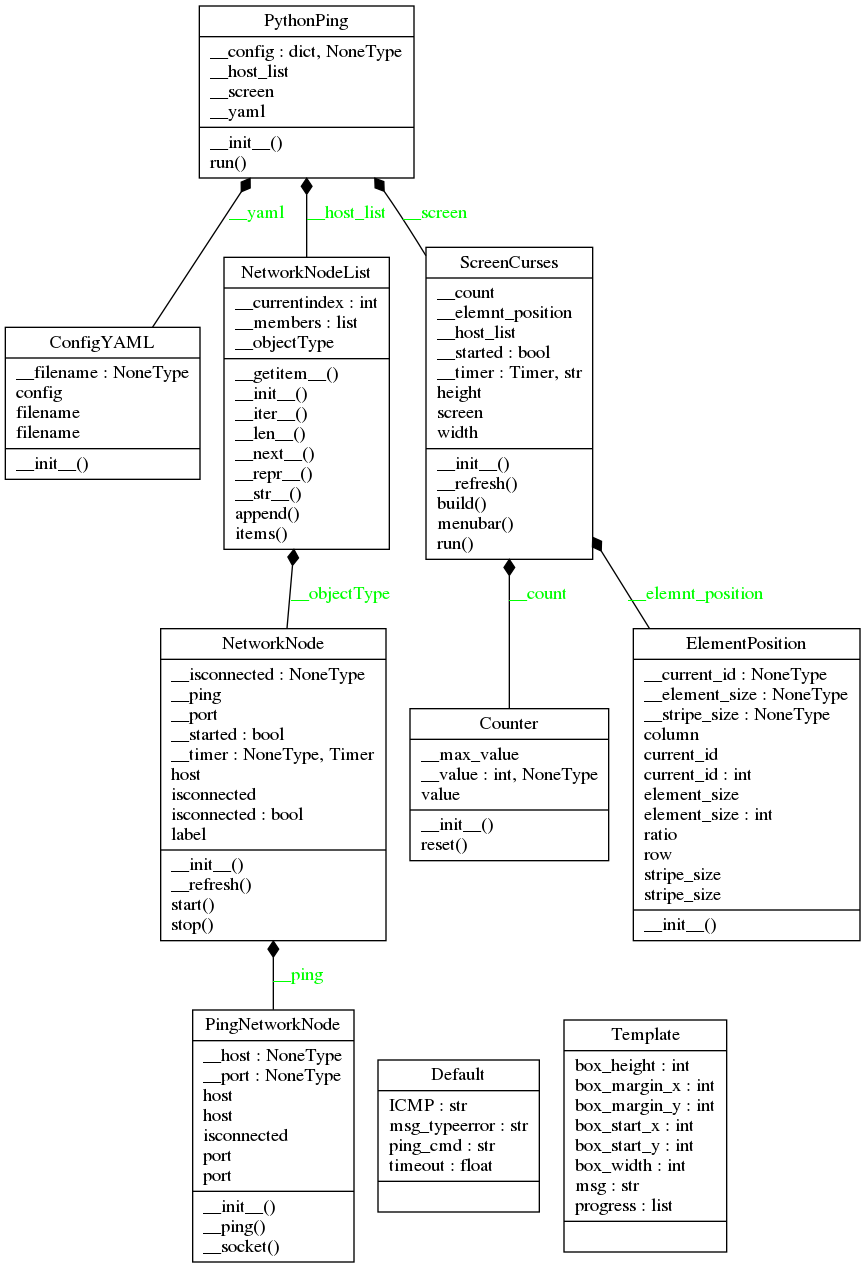 PythonPing
__config : dict, NoneType
__host_list
__screen
__yaml
__init__()
run()
__yaml
__host_list
__screen
ConfigYAML
__filename : NoneType
config
filename
filename
__init__()
NetworkNodeList
__currentindex : int
__members : list
__objectType
__getitem__()
__init__()
__iter__()
__len__()
__next__()
__repr__()
__str__()
append()
items()
ScreenCurses
__count
__elemnt_position
__host_list
__started : bool
__timer : Timer, str
height
screen
width
__init__()
__refresh()
build()
menubar()
run()
__objectType
__count
__elemnt_position
NetworkNode
__isconnected : NoneType
__ping
__port
__started : bool
__timer : NoneType, Timer
host
isconnected
isconnected : bool
label
__init__()
__refresh()
start()
stop()
Counter
__max_value
__value : int, NoneType
value
__init__()
reset()
ElementPosition
__current_id : NoneType
__element_size : NoneType
__stripe_size : NoneType
column
current_id
current_id : int
element_size
element_size : int
ratio
row
stripe_size
stripe_size
__init__()
__ping
PingNetworkNode
__host : NoneType
__port : NoneType
host
host
isconnected
port
port
__init__()
__ping()
__socket()
Default
ICMP : str
msg_typeerror : str
ping_cmd : str
timeout : float
Template
box_height : int
box_margin_x : int
box_margin_y : int
box_start_x : int
box_start_y : int
box_width : int
msg : str
progress : list